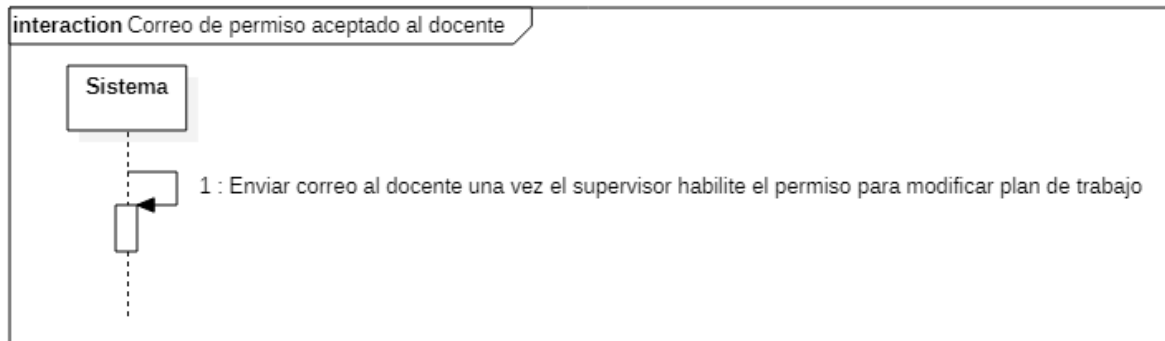 interaction Correo de permiso aceptado al docente
Sistema
1 : Enviar correo al docente una vez el supervisor habilite el permiso para modificar plan de trabajo